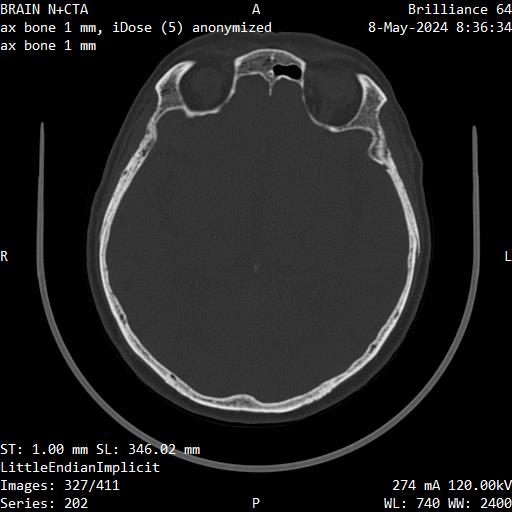 BRAIN N+CTA A Brilliance 64
ax bone 1 mm, iDose (5) anonymized 8-May-2024 8:36:34
ax bone 1 mm
R L
ST: 1.00 mm SL: 346.02 mm
LittleEndianImplicit
Images: 327/411 274 mA 120.00kV
Series: 202 P WL: 740 WW: 2400